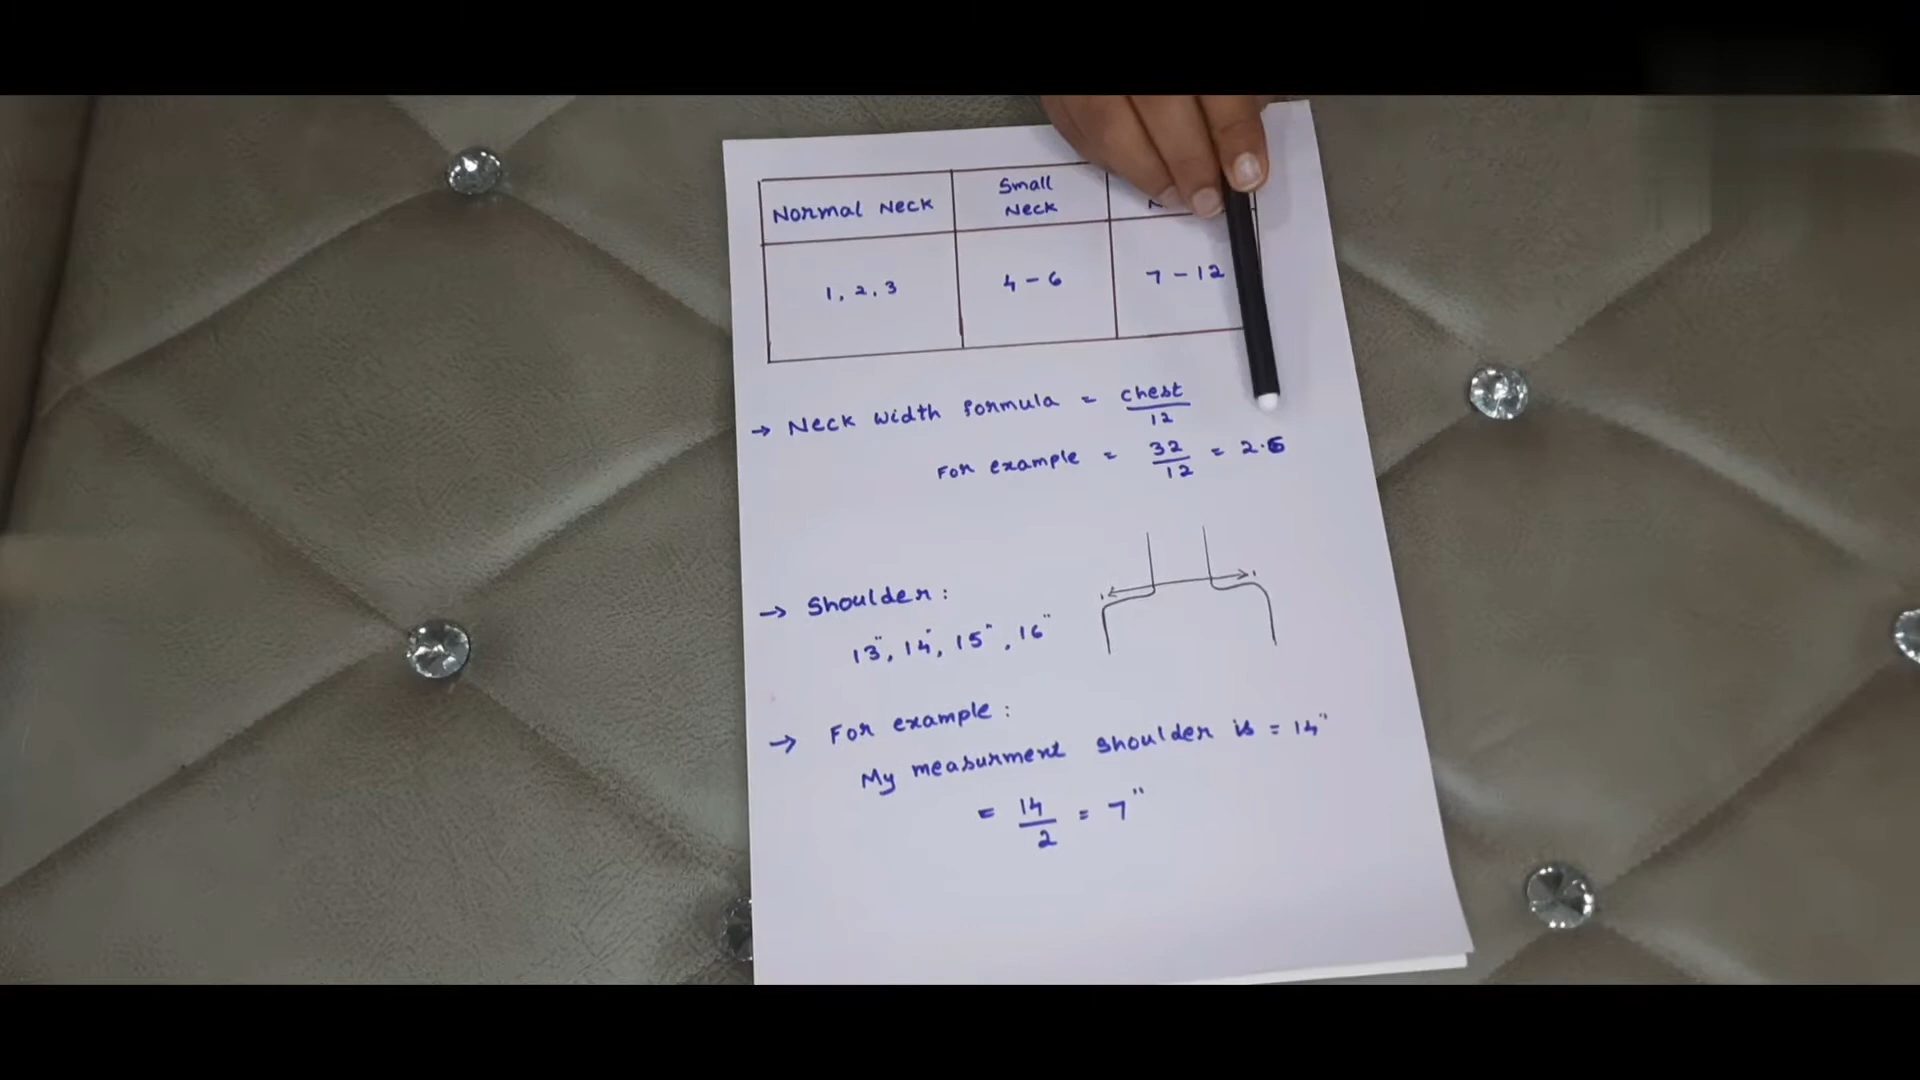 Normal Neck
Small
Neck
1, 2, 3
4 - 6
7 - 12
→ Neck width formula = chest/12
For example = 32/12 = 2.6
→ Shoulder:
13", 14", 15", 16"
→ For example:
My measurment shoulder is = 14"
= 14/2 = 7"